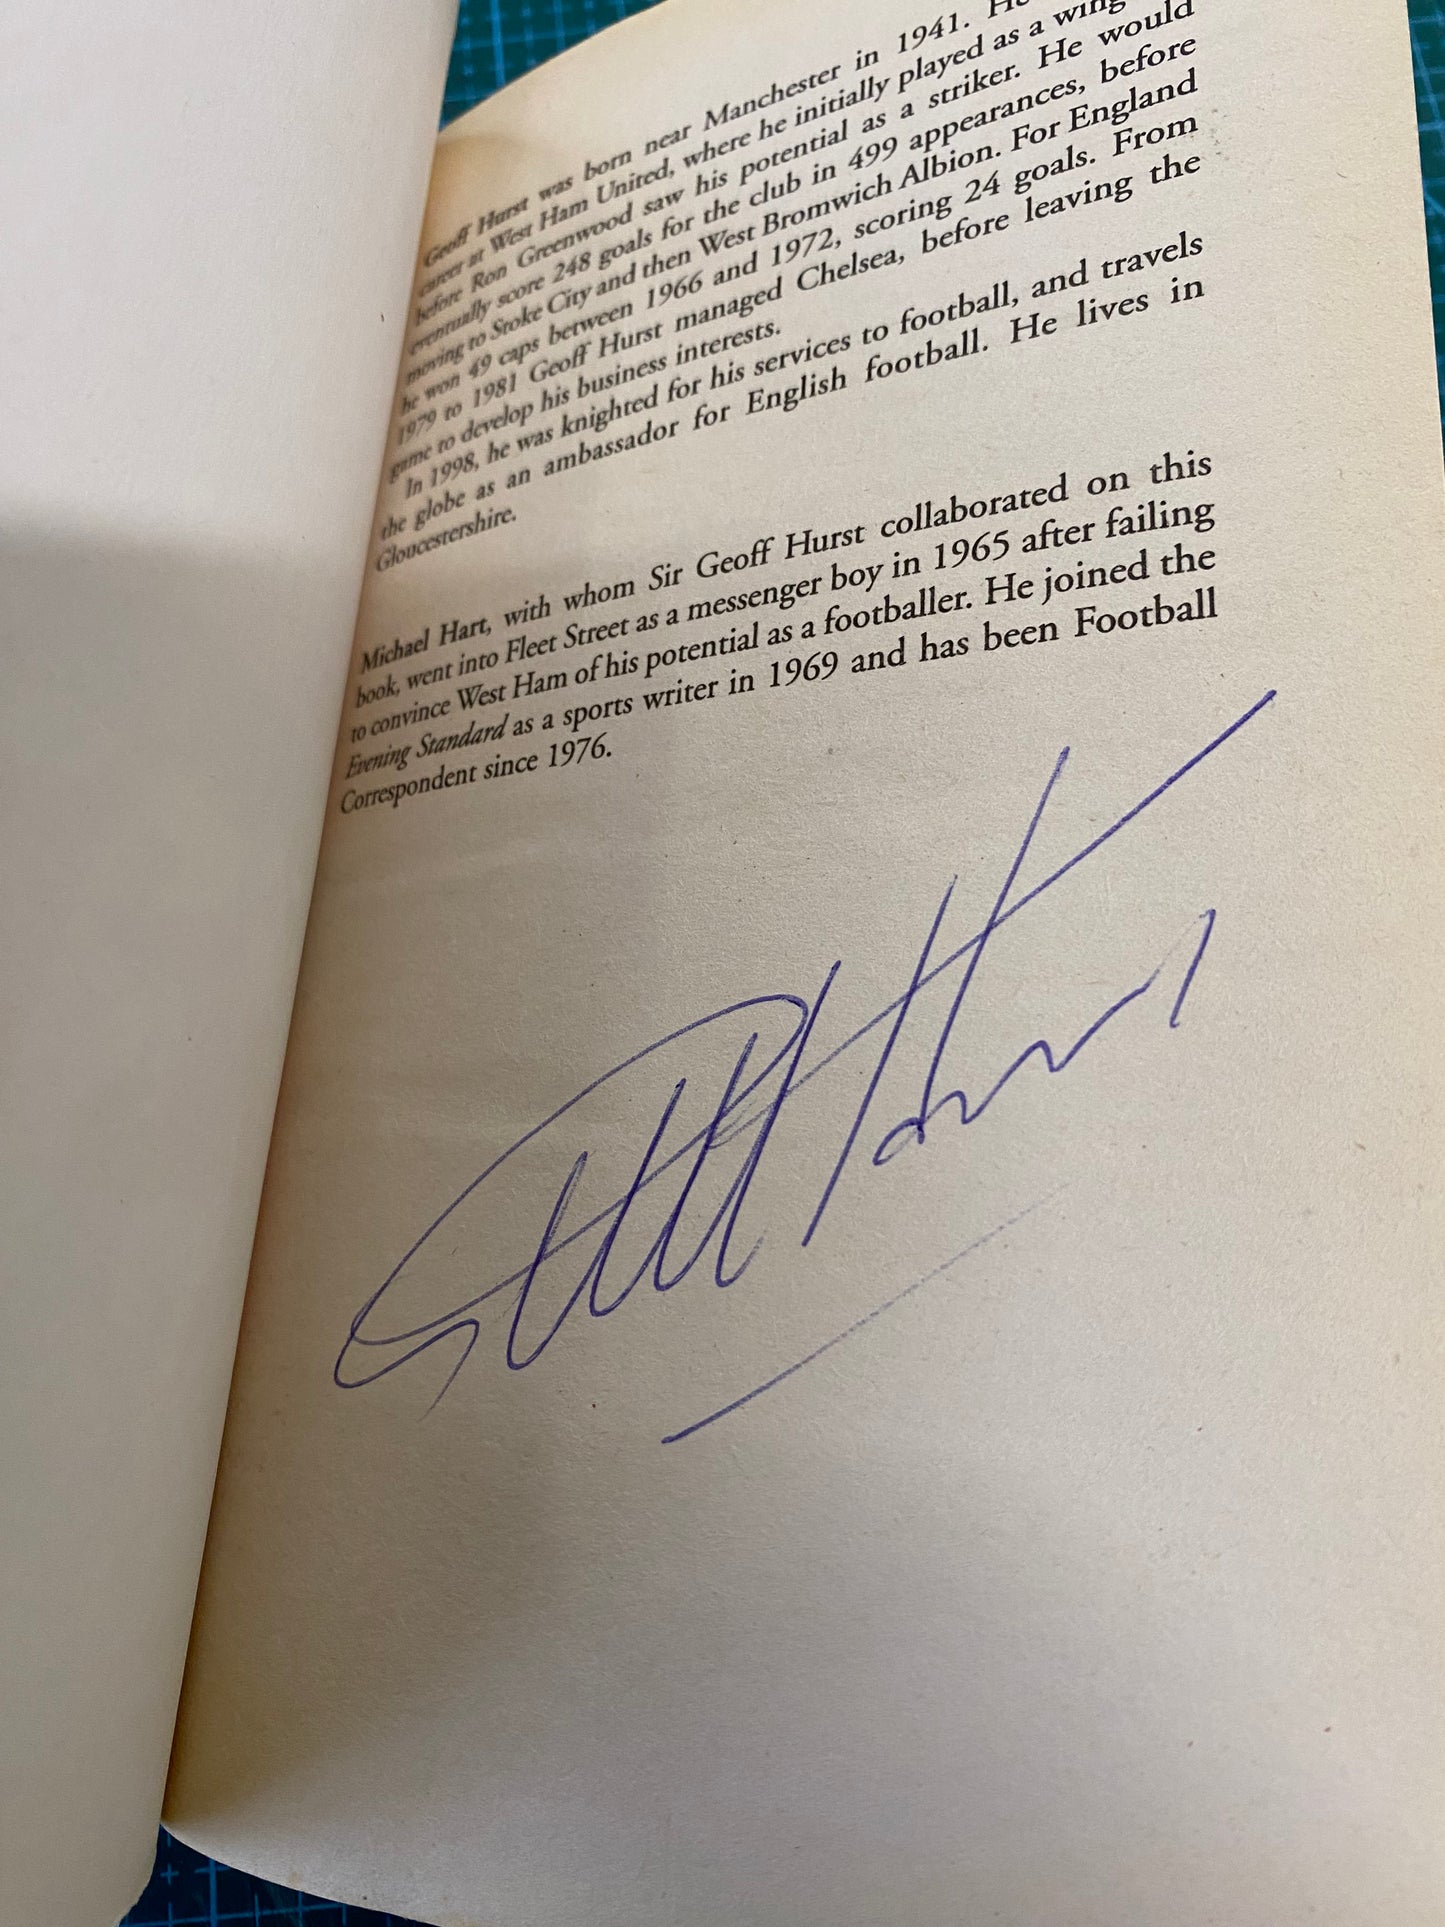 Geoff Hurst was born near Manchester in 1941. He
career at West Ham United, where he initially played as a wing
before Ron Greenwood saw his potential as a striker. He would
eventually score 248 goals for the club in 499 appearances, before
moving to Stoke City and then West Bromwich Albion. For England
he won 49 caps between 1966 and 1972, scoring 24 goals. From
1979 to 1981 Geoff Hurst managed Chelsea, before leaving the
game to develop his business interests.
In 1998, he was knighted for his services to football, and travels
the globe as an ambassador for English football. He lives in
Gloucestershire.
Michael Hart, with whom Sir Geoff Hurst collaborated on this
book, went into Fleet Street as a messenger boy in 1965 after failing
to convince West Ham of his potential as a footballer. He joined the
Evening Standard as a sports writer in 1969 and has been Football
Correspondent since 1976.